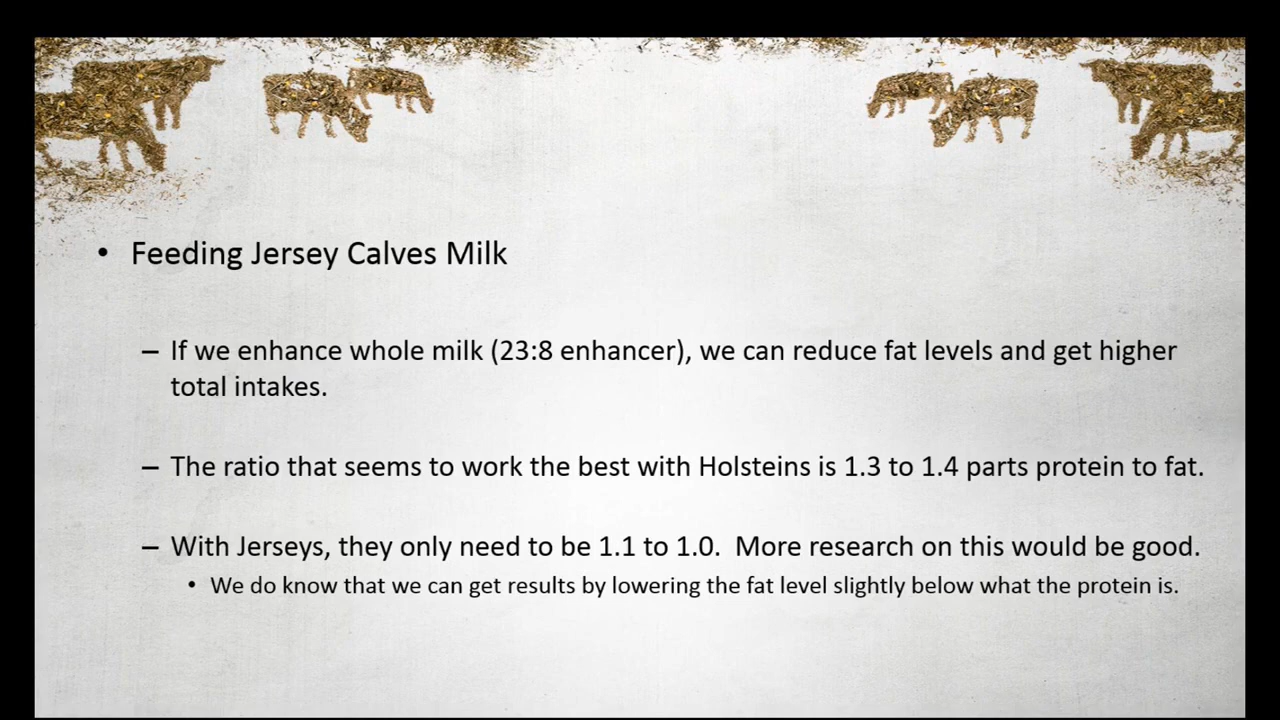 • Feeding Jersey Calves Milk
– If we enhance whole milk (23:8 enhancer), we can reduce fat levels and get higher
total intakes.
– The ratio that seems to work the best with Holsteins is 1.3 to 1.4 parts protein to fat.
– With Jerseys, they only need to be 1.1 to 1.0.  More research on this would be good.
• We do know that we can get results by lowering the fat level slightly below what the protein is.